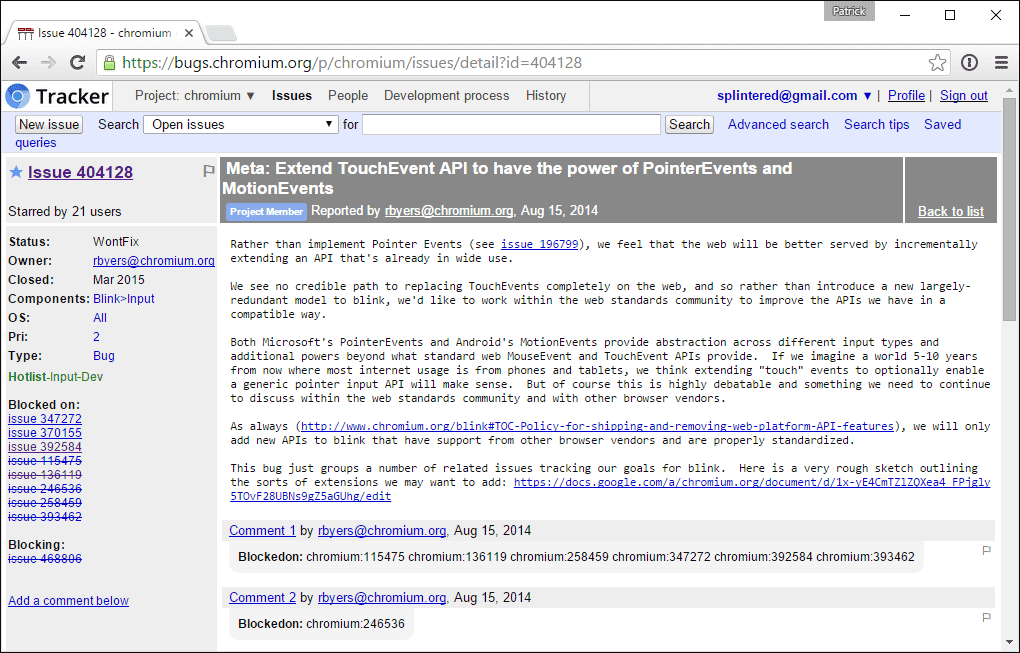 Patrick
Issue 404128 - chromium
https://bugs.chromium.org/p/chromium/issues/detail?id=404128
Tracker Project: chromium ▼ Issues People Development process History splintered@gmail.com ▼ | Profile | Sign out
New issue Search Open issues ▼ for Search Advanced search Search tips Saved
queries
Issue 404128
Starred by 21 users
Meta: Extend TouchEvent API to have the power of PointerEvents and
MotionEvents
Project Member Reported by rbyers@chromium.org, Aug 15, 2014
Back to list
Status: WontFix
Owner: rbyers@chromium.org
Closed: Mar 2015
Components: Blink>Input
OS: All
Pri: 2
Type: Bug
Hotlist-Input-Dev
Blocked on:
issue 347272
issue 370155
issue 392584
issue 115475
issue 136119
issue 246536
issue 258459
issue 393462
Blocking:
issue 468806
Add a comment below
Rather than implement Pointer Events (see issue 196799), we feel that the web will be better served by incrementally
extending an API that's already in wide use.
We see no credible path to replacing TouchEvents completely on the web, and so rather than introduce a new largely-
redundant model to blink, we'd like to work within the web standards community to improve the APIs we have in a
compatible way.
Both Microsoft's PointerEvents and Android's MotionEvents provide abstraction across different input types and
additional powers beyond what standard web MouseEvent and TouchEvent APIs provide.  If we imagine a world 5-10 years
from now where most internet usage is from phones and tablets, we think extending "touch" events to optionally enable
a generic pointer input API will make sense.  But of course this is highly debatable and something we need to continue
to discuss within the web standards community and with other browser vendors.
As always (http://www.chromium.org/blink#TOC-Policy-for-shipping-and-removing-web-platform-API-features), we will only
add new APIs to blink that have support from other browser vendors and are properly standardized.
This bug just groups a number of related issues tracking our goals for blink.  Here is a very rough sketch outlining
the sorts of extensions we may want to add: https://docs.google.com/a/chromium.org/document/d/1x-yE4CmTZlZQXea4_FPjgly
5TOvF28UBNs9gZ5aGUhg/edit
Comment 1 by rbyers@chromium.org, Aug 15, 2014
Blockedon: chromium:115475 chromium:136119 chromium:258459 chromium:347272 chromium:392584 chromium:393462
Comment 2 by rbyers@chromium.org, Aug 15, 2014
Blockedon: chromium:246536